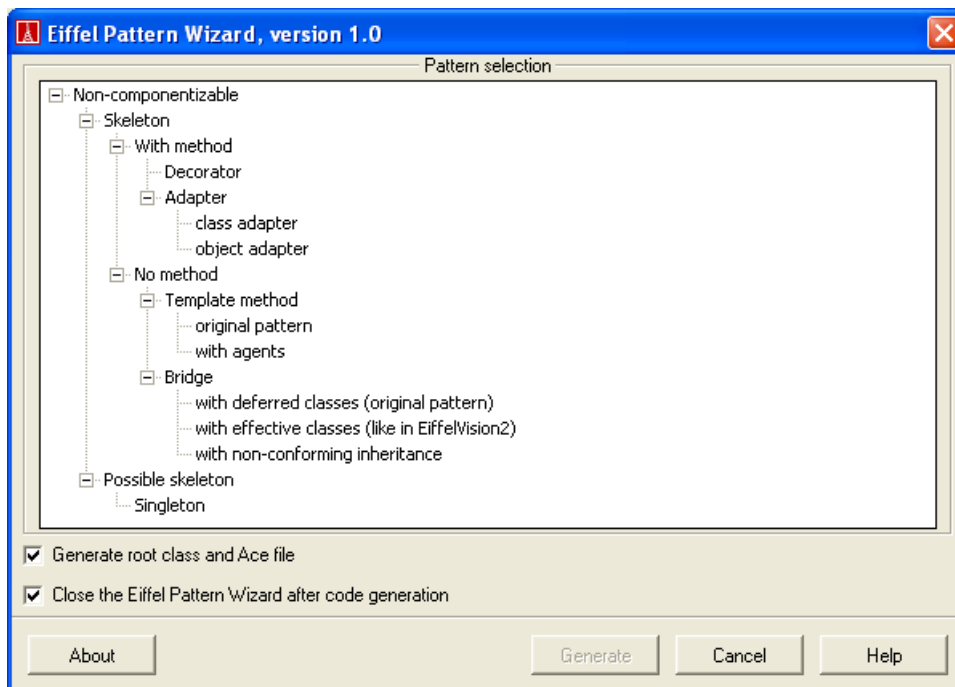 Eiffel Pattern Wizard, version 1.0
Pattern selection
Non-componentizable
Skeleton
With method
Decorator
Adapter
class adapter
object adapter
No method
Template method
original pattern
with agents
Bridge
with deferred classes (original pattern)
with effective classes (like in EiffelVision2)
with non-conforming inheritance
Possible skeleton
Singleton
Generate root class and Ace file
Close the Eiffel Pattern Wizard after code generation
About Generate Cancel Help